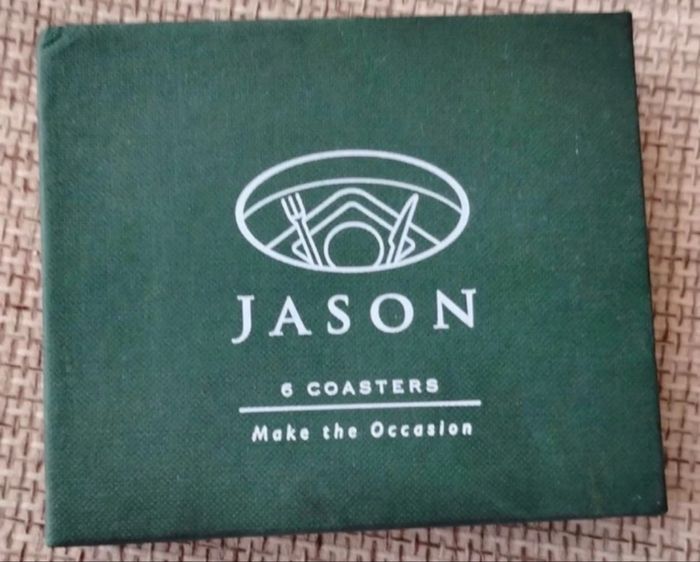 JASON
6 COASTERS
Make the Occasion